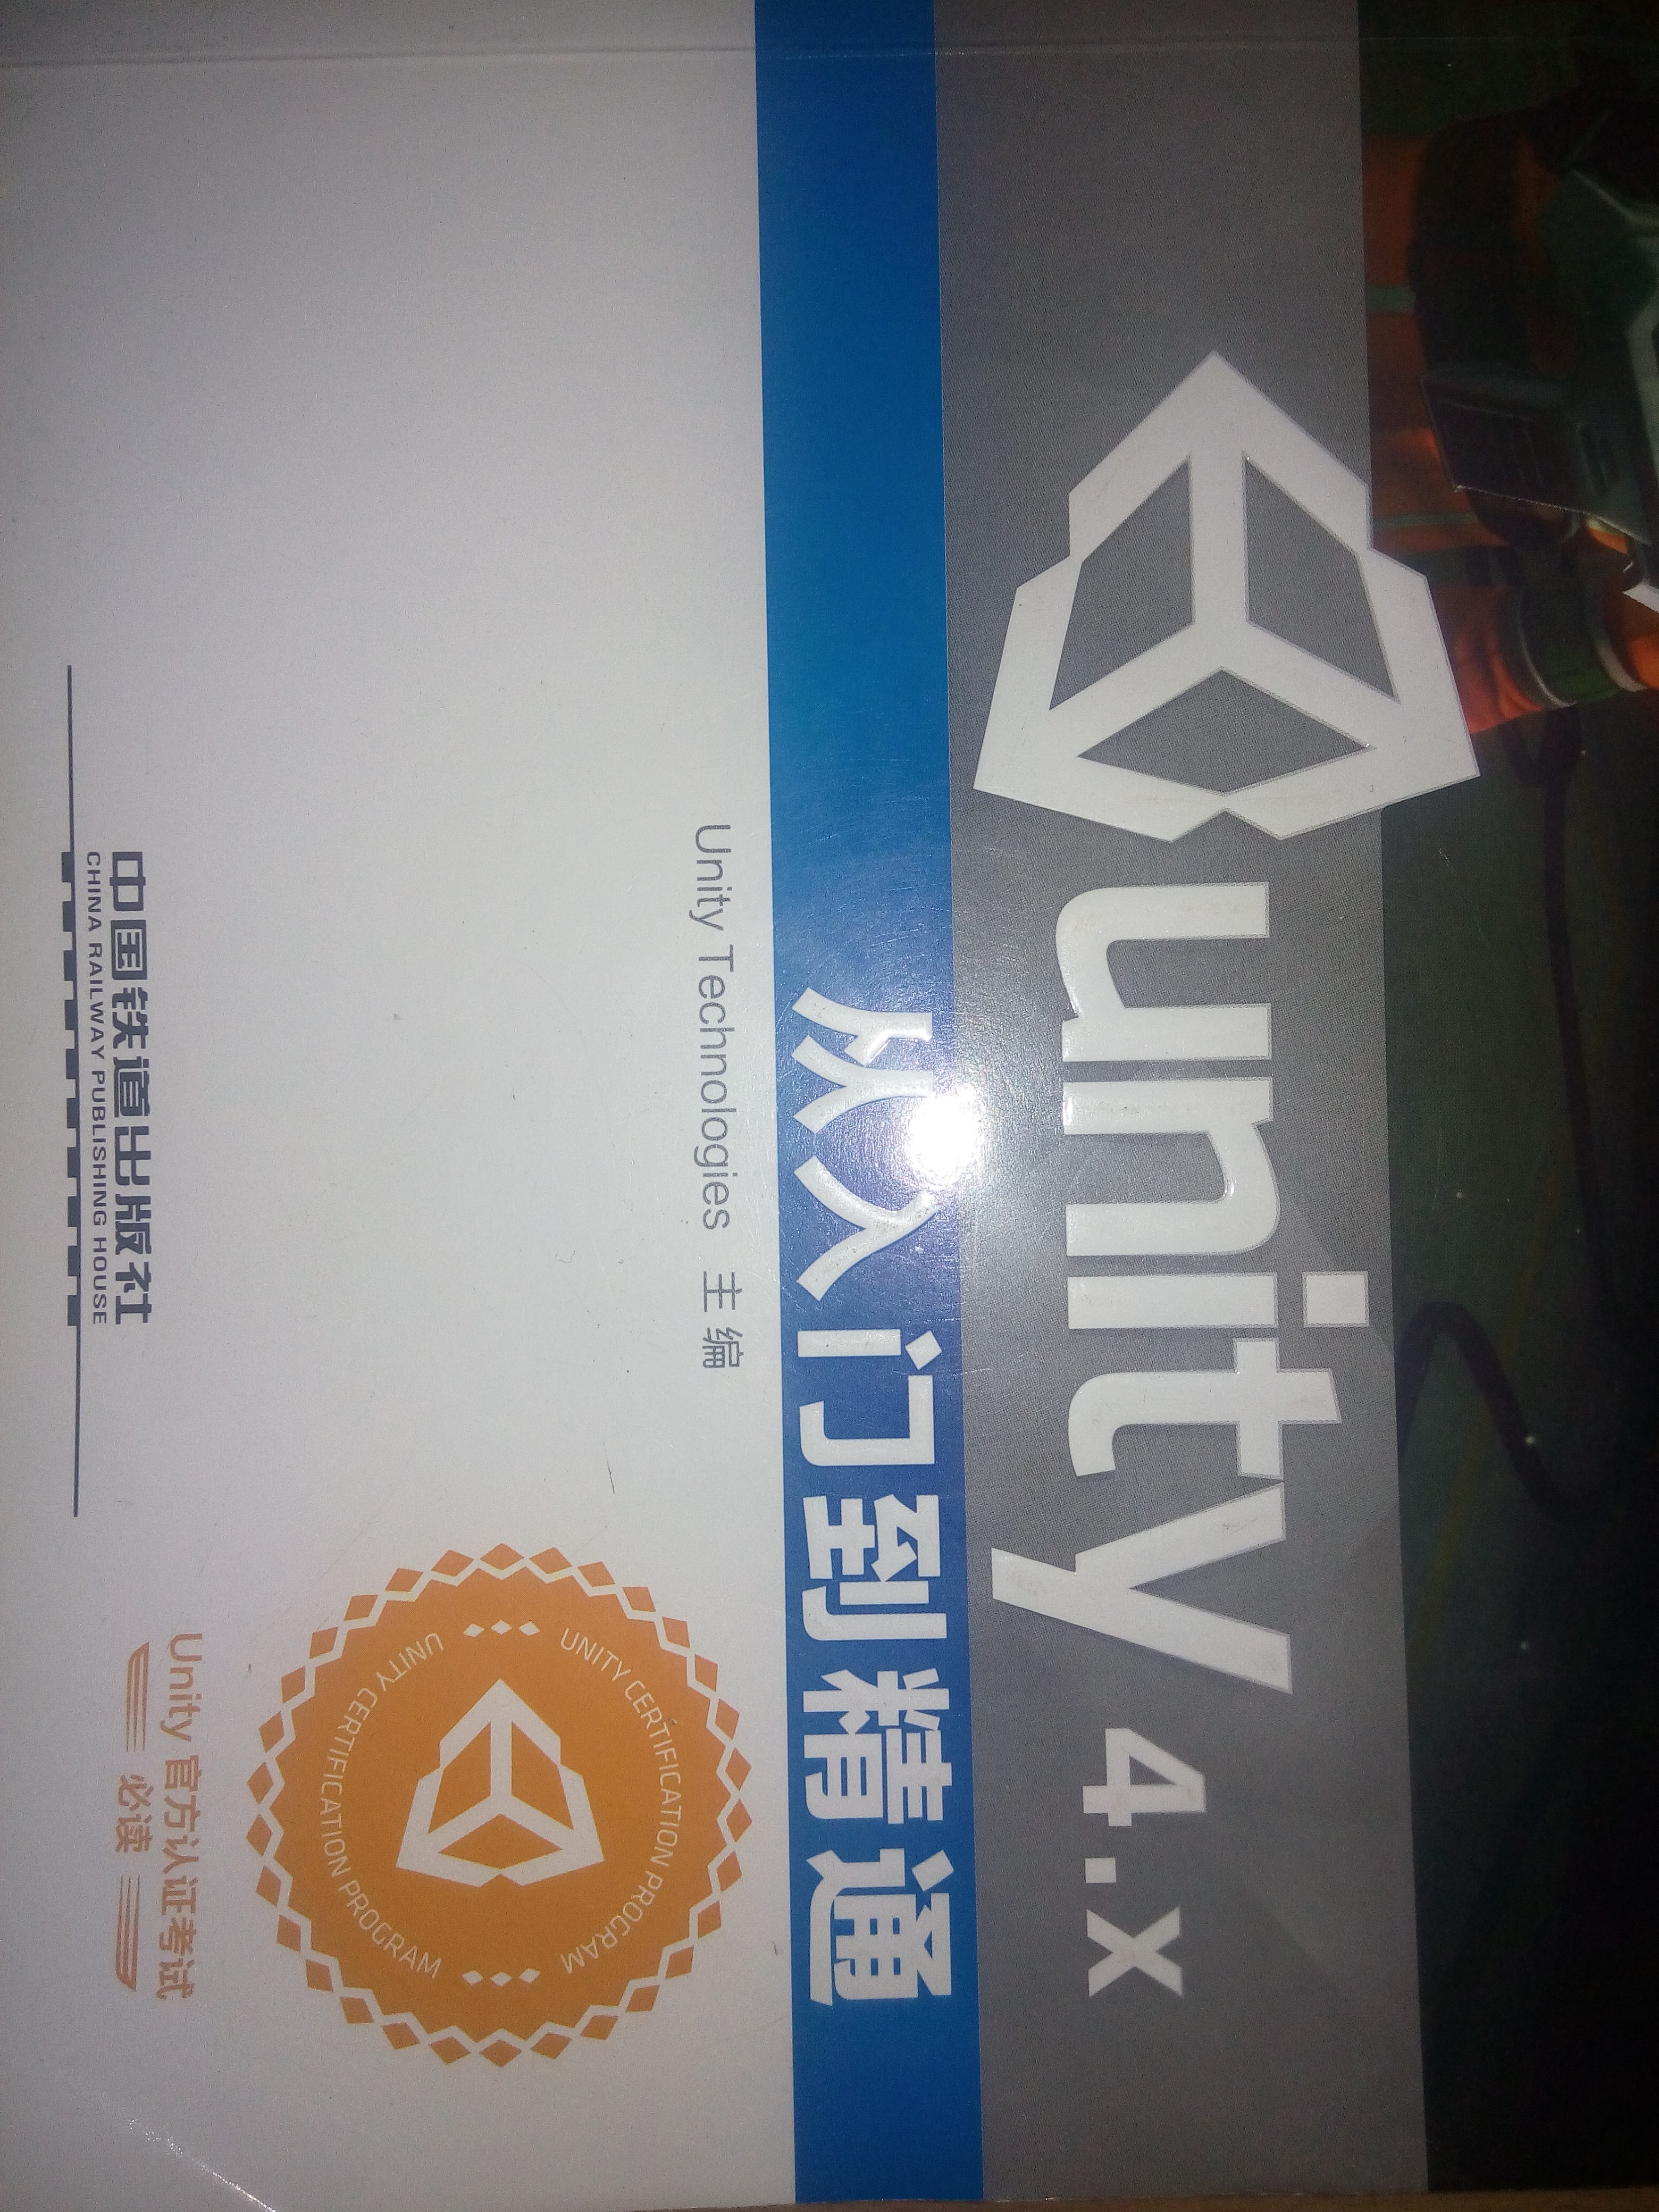 unity 4.x
从入门到精通
Unity Technologies 主 编
UNITY CERTIFICATION PROGRAM
UNITY CERTIFICATION PROGRAM
Unity 官方认证考试
必读
中国铁道出版社
CHINA RAILWAY PUBLISHING HOUSE